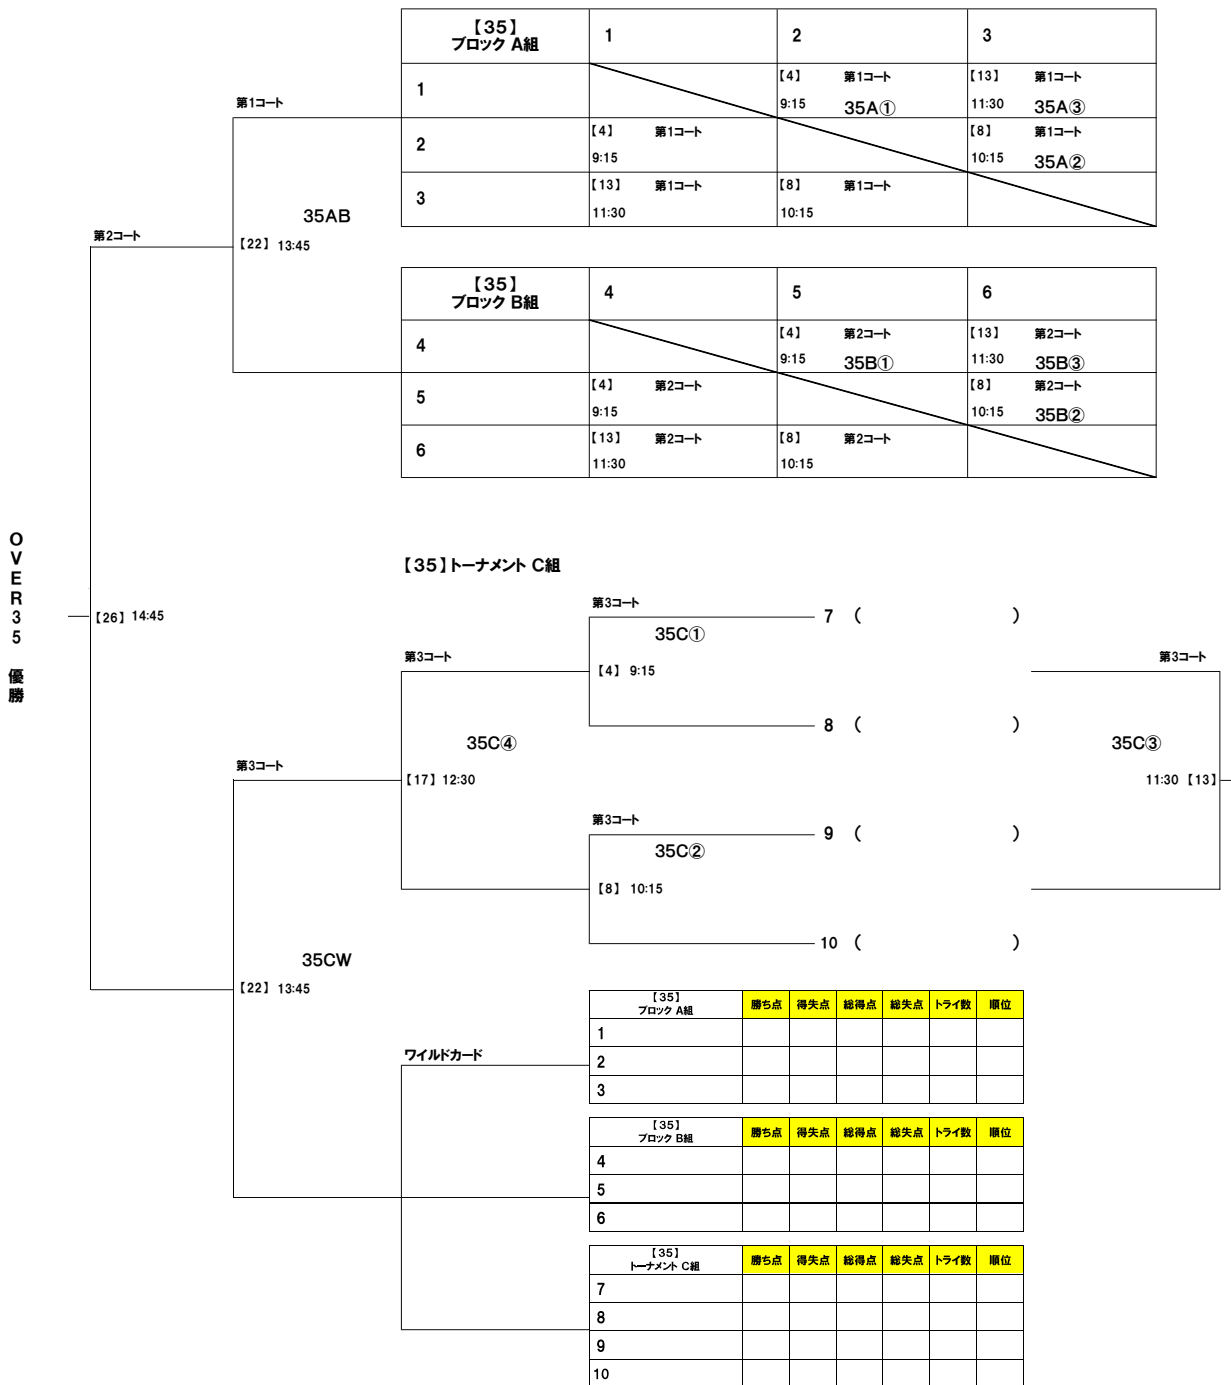 【35】
ブロック A組
1
2
3
1
【4】 第1コート
9:15 35A①
【13】 第1コート
11:30 35A③
2
【4】 第1コート
9:15
【8】 第1コート
10:15 35A②
3
【13】 第1コート
11:30
【8】 第1コート
10:15
第1コート
35AB
【22】 13:45
第2コート
【35】
ブロック B組
4
5
6
4
【4】 第2コート
9:15 35B①
【13】 第2コート
11:30 35B③
5
【4】 第2コート
9:15
【8】 第2コート
10:15 35B②
6
【13】 第2コート
11:30
【8】 第2コート
10:15
OVER35 優勝
【26】 14:45
【35】トーナメント C組
第3コート
7 ( )
35C①
【4】 9:15
8 ( )
第3コート
35C④
【17】 12:30
第3コート
9 ( )
35C②
【8】 10:15
10 ( )
第3コート
35C③
11:30 【13】
第3コート
35CW
【22】 13:45
ワイルドカード
【35】
ブロック A組
勝ち点 得失点 総得点 総失点 トライ数 順位
1
2
3
【35】
ブロック B組
勝ち点 得失点 総得点 総失点 トライ数 順位
4
5
6
【35】
トーナメント C組
勝ち点 得失点 総得点 総失点 トライ数 順位
7
8
9
10